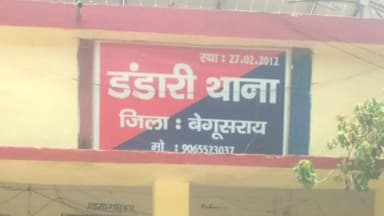 स्था : 27.02.2012
डंडारी थाना
जिला : बेगूसराय
मो : 9065523037